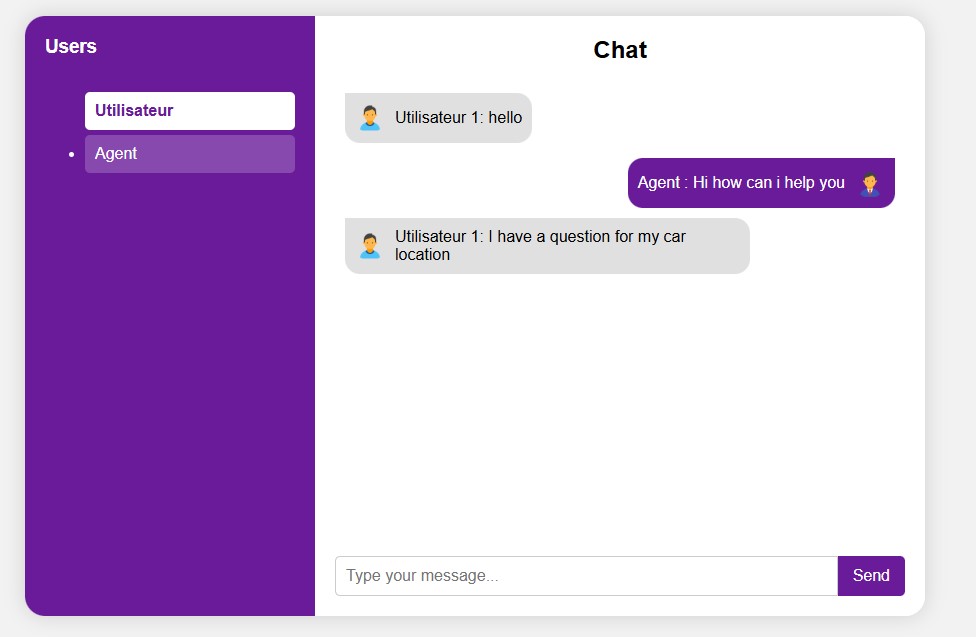 Users
Utilisateur
Agent
Chat
Utilisateur 1: hello
Agent : Hi how can i help you
Utilisateur 1: I have a question for my car
location
Type your message...
Send